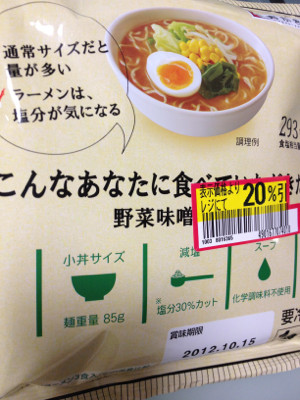 通常サイズだと
量が多い
ラーメンは、
塩分が気になる
調理例
293
こんなあなたに食べて
野菜味噌
表示価格より
レジにて
20%引
小丼サイズ
麺重量 85g
減塩
※
塩分30%カット
スープ
化学調味料不使用
賞味期限
2012.10.15
要冷